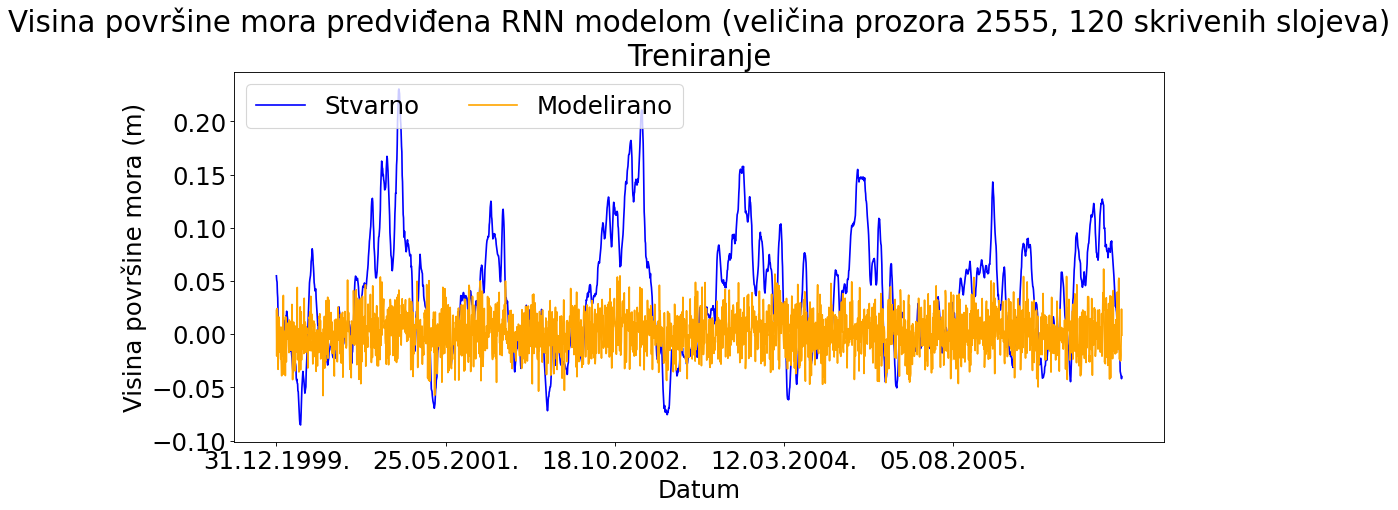 Visina površine mora predviđena RNN modelom (veličina prozora 2555, 120 skrivenih slojeva)
Treniranje
Stvarno Modelirano
Visina površine mora (m)
0.20
0.15
0.10
0.05
0.00
−0.05
−0.10
31.12.1999. 25.05.2001. 18.10.2002. 12.03.2004. 05.08.2005.
Datum